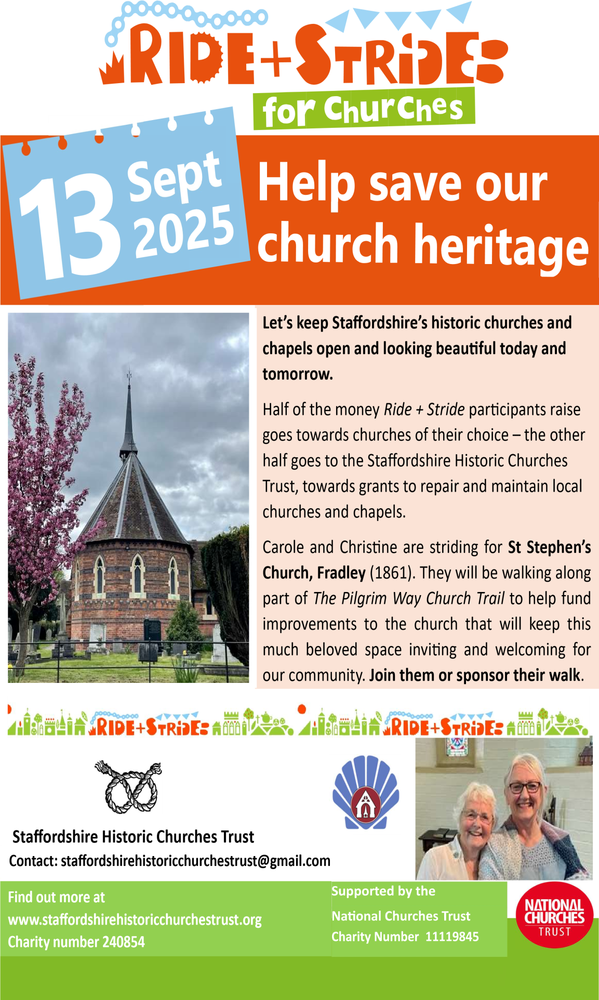 RIDE+STRIDE
for Churches
13 Sept
2025
Help save our
church heritage
Let's keep Staffordshire's historic churches and
chapels open and looking beautiful today and
tomorrow.
Half of the money Ride + Stride participants raise
goes towards churches of their choice – the other
half goes to the Staffordshire Historic Churches
Trust, towards grants to repair and maintain local
churches and chapels.
Carole and Christine are striding for St Stephen's
Church, Fradley (1861). They will be walking along
part of The Pilgrim Way Church Trail to help fund
improvements to the church that will keep this
much beloved space inviting and welcoming for
our community. Join them or sponsor their walk.
RIDE+STRIDE RIDE+STRIDE
Staffordshire Historic Churches Trust
Contact: staffordshirehistoricchurchestrust@gmail.com
Find out more at
www.staffordshirehistoricchurchestrust.org
Charity number 240854
Supported by the
National Churches Trust
Charity Number 11119845
NATIONAL
CHURCHES
TRUST